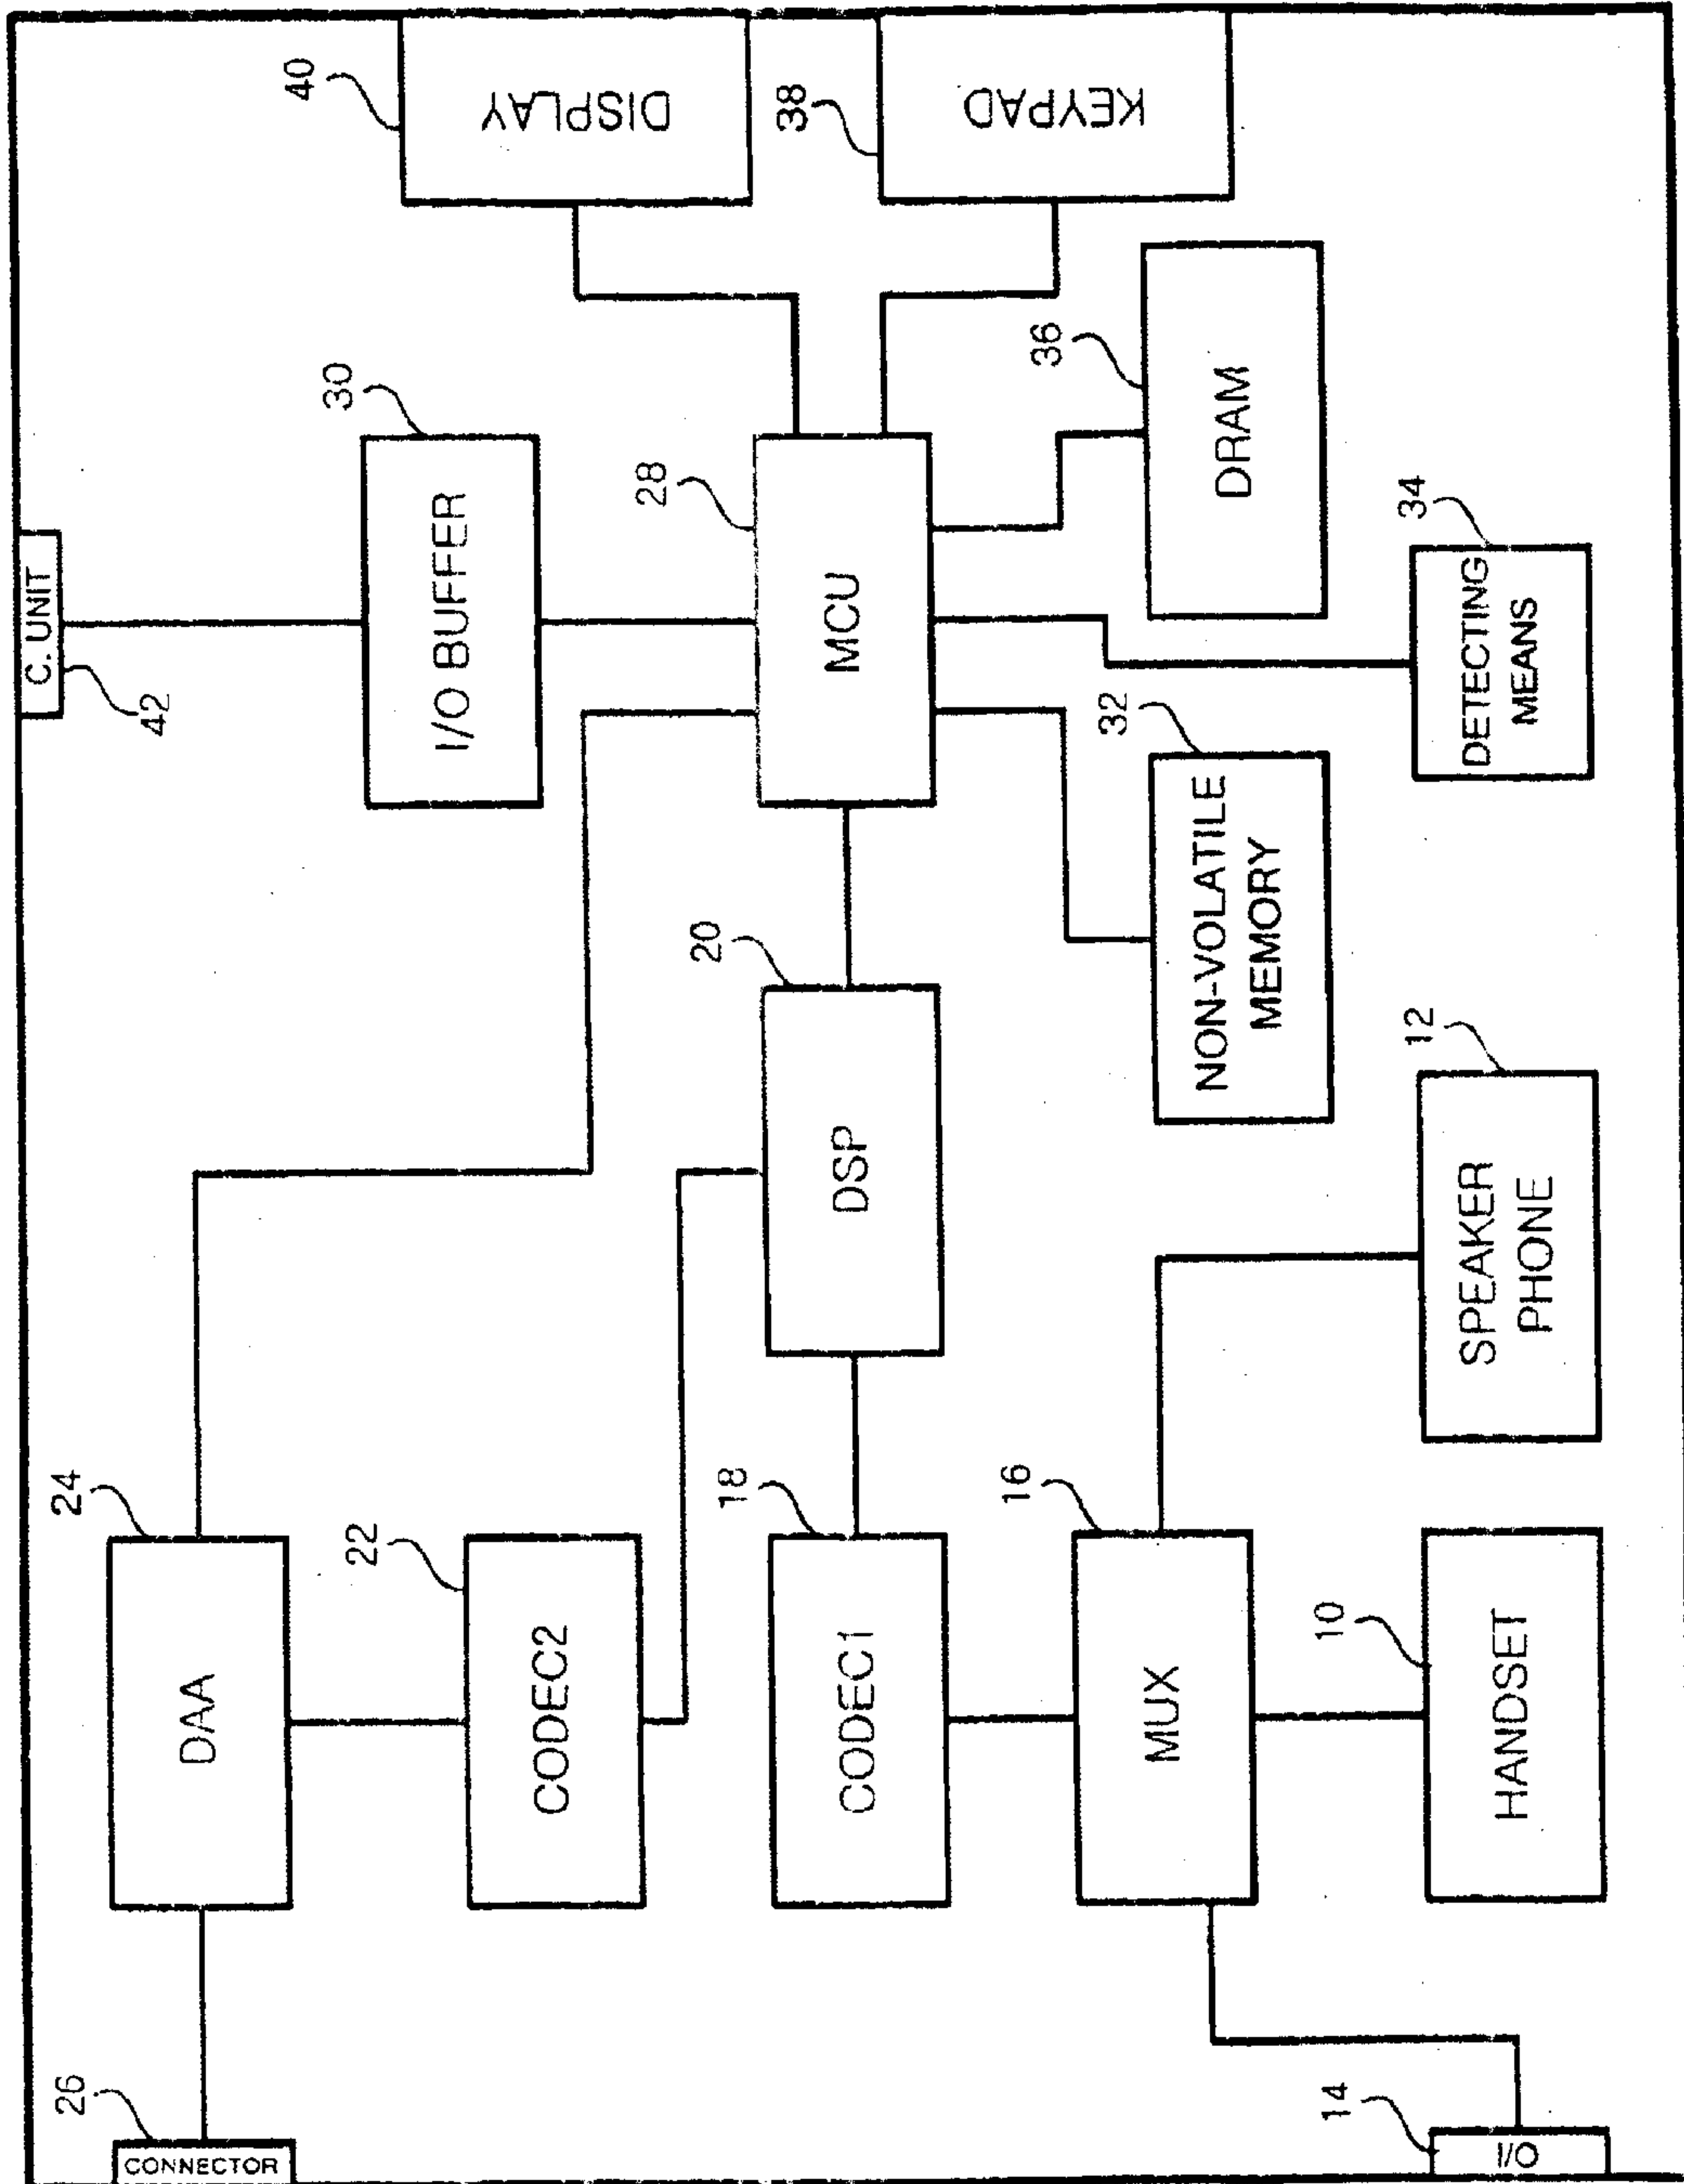 C. UNIT
42
40
DISPLAY
38
KEYPAD
30
I/O BUFFER
28
MCU
36
DRAM
34
DETECTING
MEANS
32
NON-VOLATILE
MEMORY
20
DSP
12
SPEAKER
PHONE
24
DAA
22
CODEC2
18
CODEC1
16
MUX
10
HANDSET
26
CONNECTOR
14
I/O